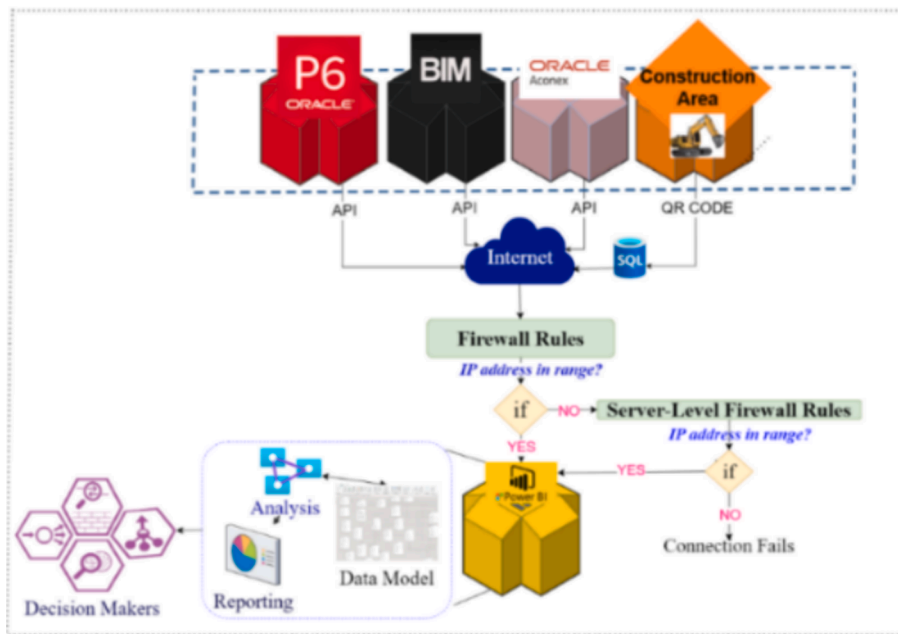 P6
ORACLE
BIM
ORACLE
Aconex
Construction
Area
API
API
API
QR CODE
Internet
SQL
Firewall Rules
IP address in range?
if
NO
Server-Level Firewall Rules
YES
IP address in range?
Power BI
YES
if
NO
Connection Fails
Analysis
Data Model
Reporting
Decision Makers